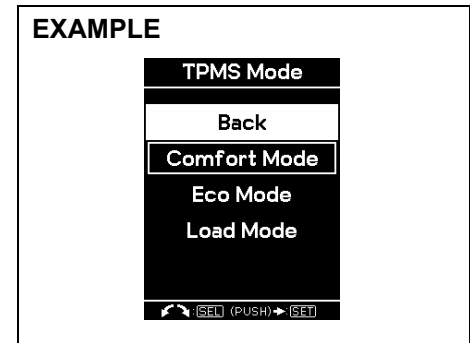 EXAMPLE
TPMS Mode
Back
Comfort Mode
Eco Mode
Load Mode
:SEL (PUSH)➔:SET